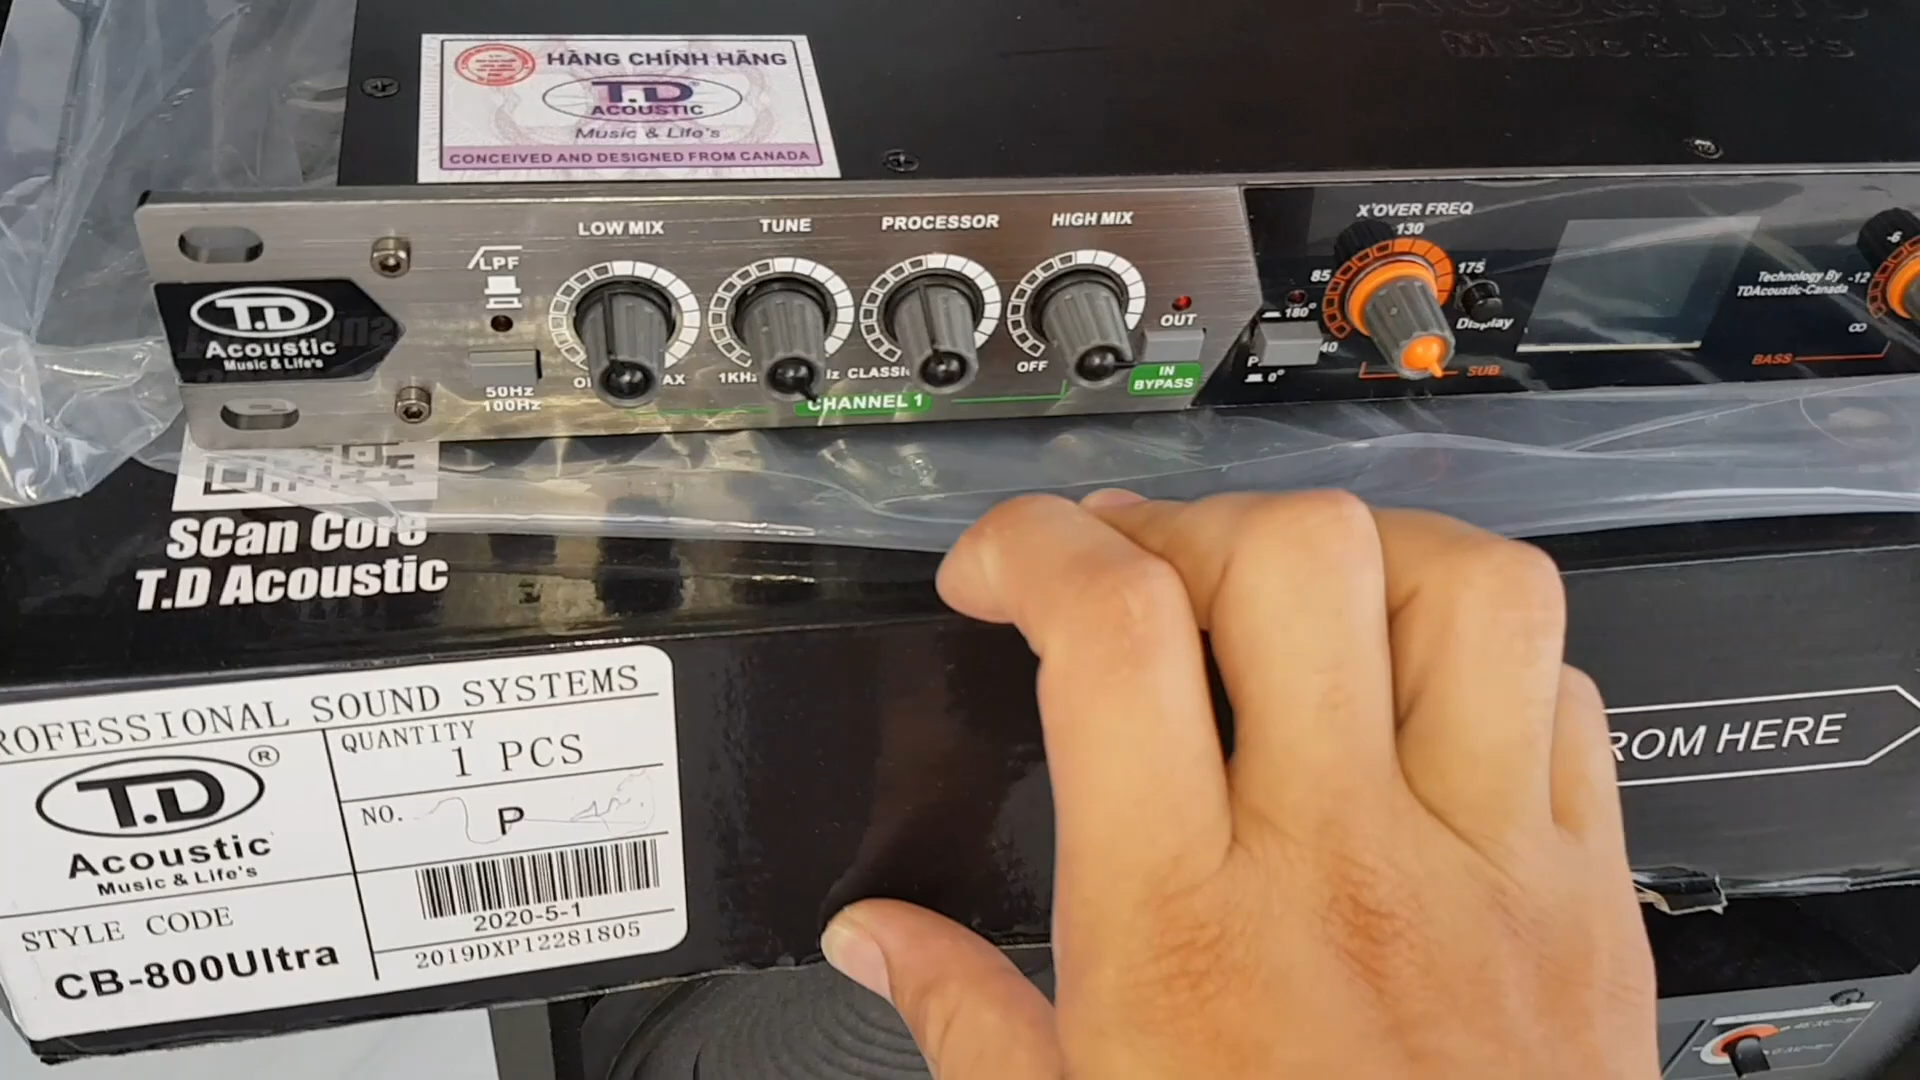 Acoustic
Music & Life's
HÀNG CHÍNH HÃNG
T.D
ACOUSTIC
Music & Life's
CONCEIVED AND DESIGNED FROM CANADA
LOW MIX
TUNE
PROCESSOR
HIGH MIX
LPF
50Hz
100Hz
T.D
Acoustic
Music & Life's
1KHz
OFF
CHANNEL 1
OUT
IN
BYPASS
X'OVER FREQ
130
85
175
180°
40
0°
Display
SUB
Technology By
TDAcoustic-Canada
-6
-12
∞
BASS
SCan Core
T.D Acoustic
ROFESSIONAL SOUND SYSTEMS
T.D ®
Acoustic
Music & Life's
QUANTITY
1 PCS
NO.
P
2020-5-1
2019DXP12281805
STYLE CODE
CB-800Ultra
ROM HERE